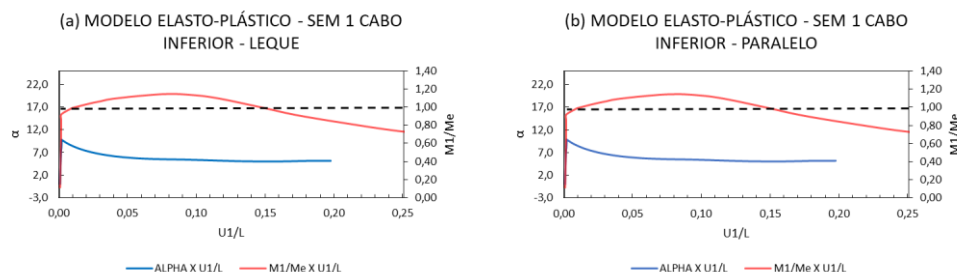 (a) MODELO ELASTO-PLÁSTICO - SEM 1 CABO
INFERIOR - LEQUE
22,0
17,0
12,0
7,0
2,0
-3,0
α
1,40
1,20
1,00
0,80
0,60
0,40
0,20
0,00
M1/Me
0,00 0,05 0,10 0,15 0,20 0,25
U1/L
ALPHA X U1/L M1/Me X U1/L
(b) MODELO ELASTO-PLÁSTICO - SEM 1 CABO
INFERIOR - PARALELO
22,0
17,0
12,0
7,0
2,0
-3,0
α
1,40
1,20
1,00
0,80
0,60
0,40
0,20
0,00
M1/Me
0,00 0,05 0,10 0,15 0,20 0,25
U1/L
ALPHA X U1/L M1/Me X U1/L